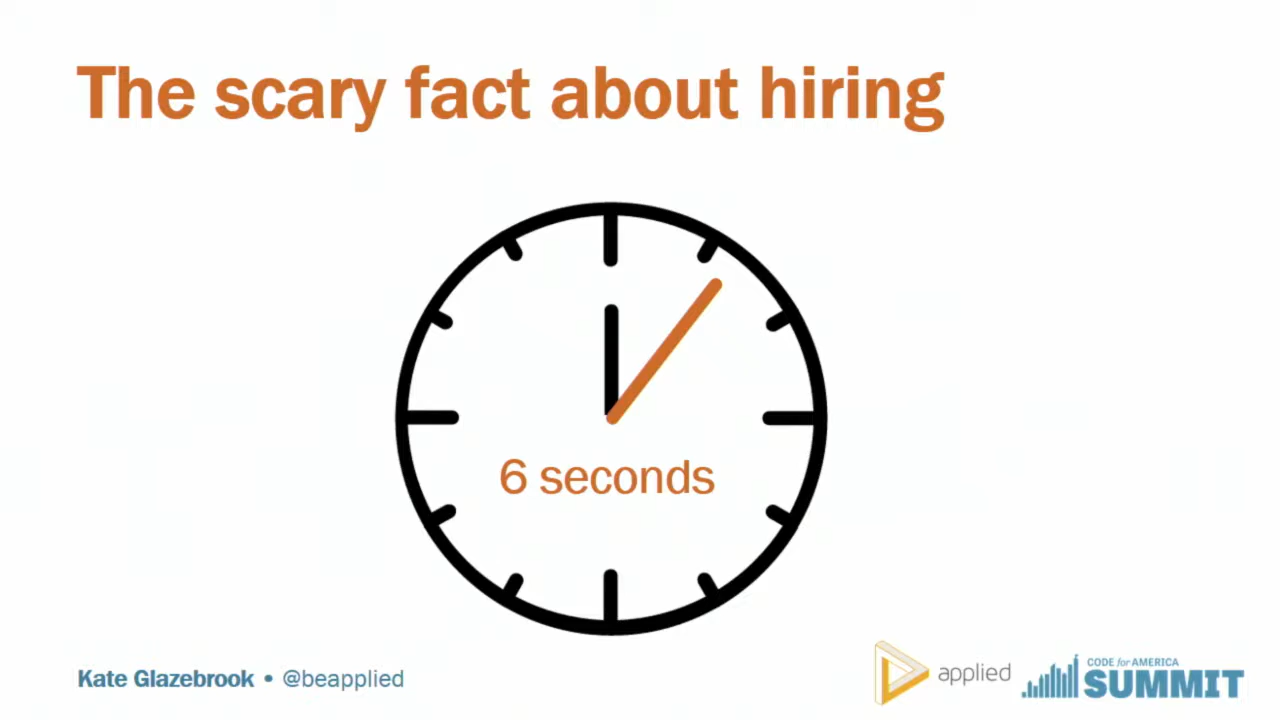 The scary fact about hiring
6 seconds
Kate Glazebrook • @beapplied
applied
CODE for AMERICA
SUMMIT